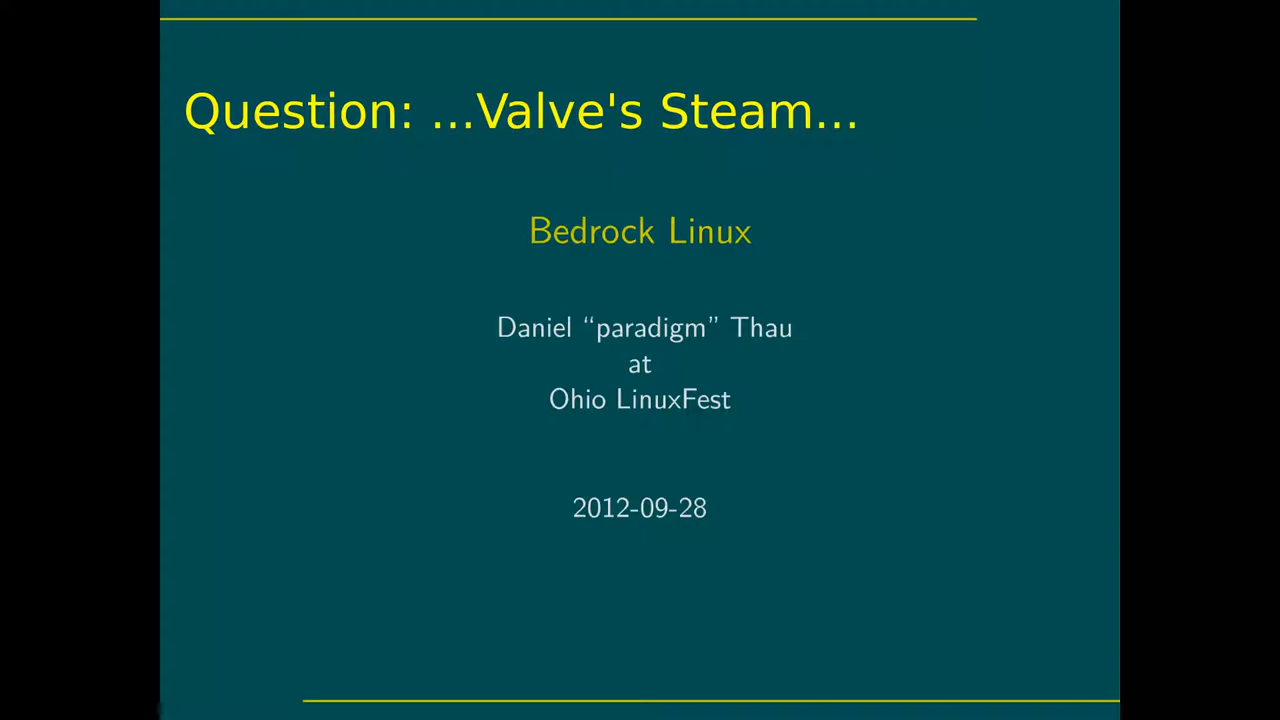 Question: ...Valve's Steam...
Bedrock Linux
Daniel “paradigm” Thau
at
Ohio LinuxFest
2012-09-28